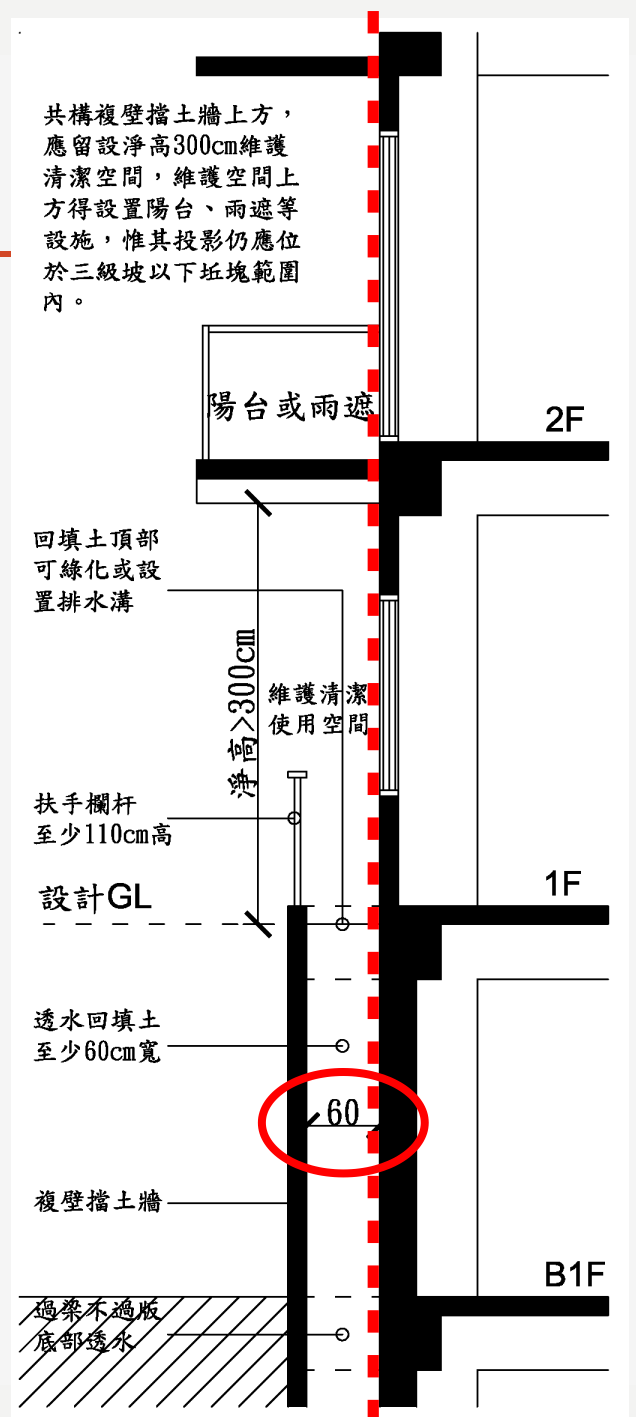 共構複壁擋土牆上方，
應留設淨高300cm維護
清潔空間，維護空間上
方得設置陽台、雨遮等
設施，惟其投影仍應位
於三級坡以下坵塊範圍
內。
陽台或雨遮
2F
回填土頂部
可綠化或設
置排水溝
淨高>300cm
維護清潔
使用空間
扶手欄杆
至少110cm高
設計GL
1F
透水回填土
至少60cm寬
60
複壁擋土牆
B1F
過梁不過版
底部透水